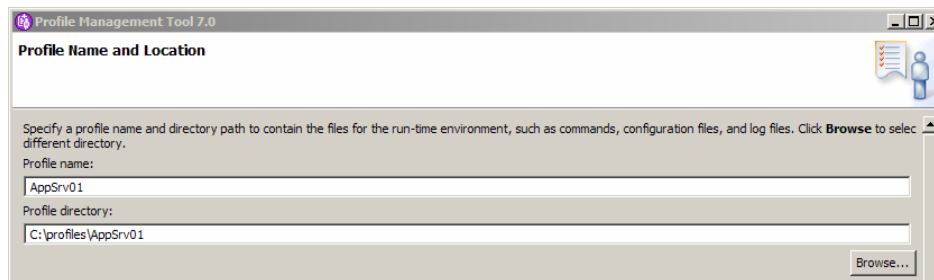 Profile Management Tool 7.0
Profile Name and Location
Specify a profile name and directory path to contain the files for the run-time environment, such as commands, configuration files, and log files. Click Browse to selec
different directory.
Profile name:
AppSrv01
Profile directory:
C:\profiles\AppSrv01
Browse...